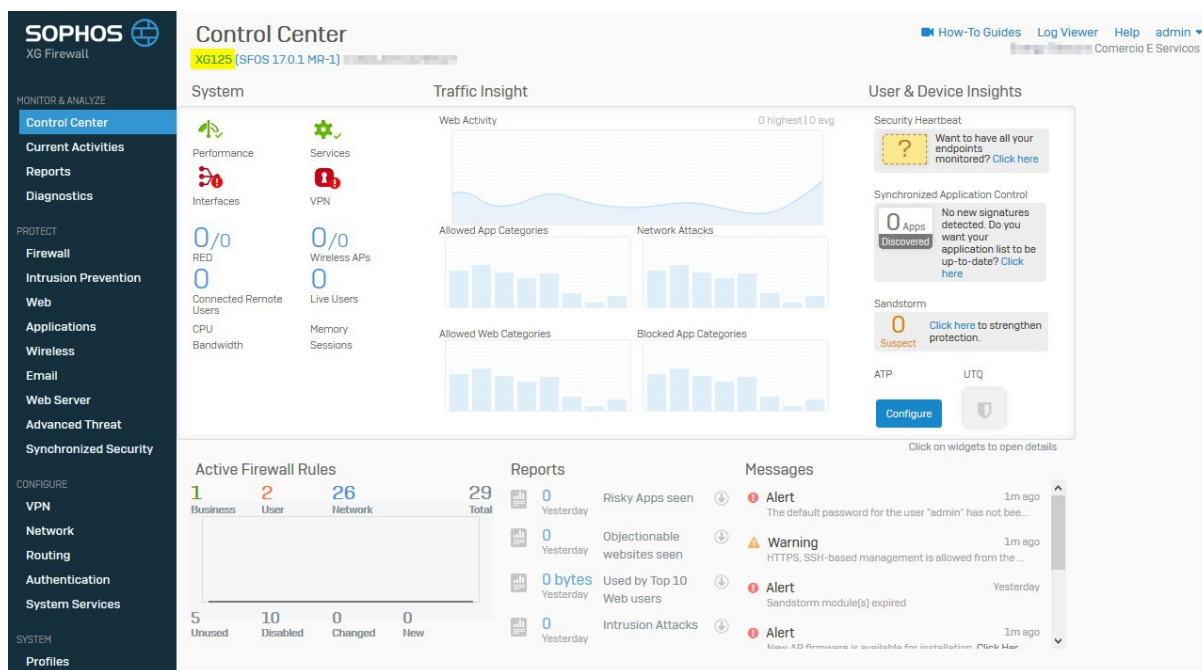 SOPHOS
XG Firewall
MONITOR & ANALYZE
Control Center
Current Activities
Reports
Diagnostics
PROTECT
Firewall
Intrusion Prevention
Web
Applications
Wireless
Email
Web Server
Advanced Threat
Synchronized Security
CONFIGURE
VPN
Network
Routing
Authentication
System Services
SYSTEM
Profiles
Control Center
XG125 (SFOS 17.0.1 MR-1)
How-To Guides Log Viewer Help admin
Comercio E Servicos
System
Performance
Services
Interfaces
VPN
0/0
RED
0/0
Wireless APs
0
Connected Remote
Users
0
Live Users
CPU
Memory
Bandwidth
Sessions
Traffic Insight
Web Activity
0 highest | 0 avg
Allowed App Categories
Network Attacks
Allowed Web Categories
Blocked App Categories
User & Device Insights
Security Heartbeat
?
Want to have all your
endpoints
monitored? Click here
Synchronized Application Control
0 Apps
Discovered
No new signatures
detected. Do you
want your
application list to be
up-to-date? Click
here
Sandstorm
0
Suspect
Click here to strengthen
protection.
ATP
UTQ
Configure
Click on widgets to open details
Active Firewall Rules
1
Business
2
User
26
Network
29
Total
5
Unused
10
Disabled
0
Changed
0
New
Reports
0
Yesterday
Risky Apps seen
0
Yesterday
Objectionable
websites seen
0 bytes
Yesterday
Used by Top 10
Web users
0
Yesterday
Intrusion Attacks
Messages
Alert 1m ago
The default password for the user "admin" has not bee...
Warning 1m ago
HTTPS, SSH-based management is allowed from the ...
Alert Yesterday
Sandstorm module(s) expired
Alert 1m ago
New AP firmware is available for installation. Click Her...